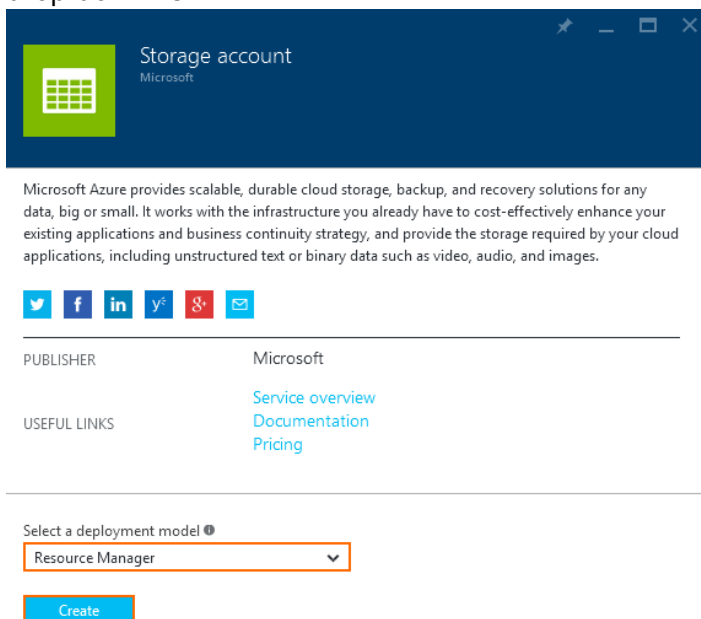 Storage account
Microsoft
Microsoft Azure provides scalable, durable cloud storage, backup, and recovery solutions for any
data, big or small. It works with the infrastructure you already have to cost-effectively enhance your
existing applications and business continuity strategy, and provide the storage required by your cloud
applications, including unstructured text or binary data such as video, audio, and images.
PUBLISHER Microsoft
Service overview
USEFUL LINKS Documentation
Pricing
Select a deployment model
Resource Manager
Create